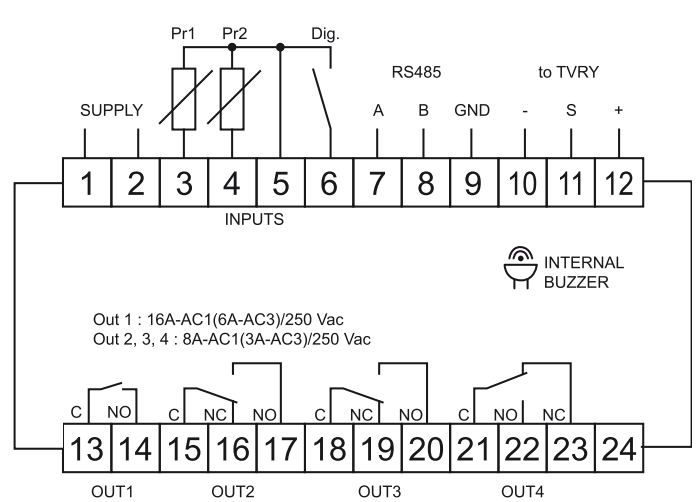 Pr1 Pr2 Dig.
RS485 to TVRY
SUPPLY A B GND - S +
1 2 3 4 5 6 7 8 9 10 11 12
INPUTS
INTERNAL
BUZZER
Out 1 : 16A-AC1(6A-AC3)/250 Vac
Out 2, 3, 4 : 8A-AC1(3A-AC3)/250 Vac
C NO C NC NO C NC NO C NO NC
13 14 15 16 17 18 19 20 21 22 23 24
OUT1 OUT2 OUT3 OUT4